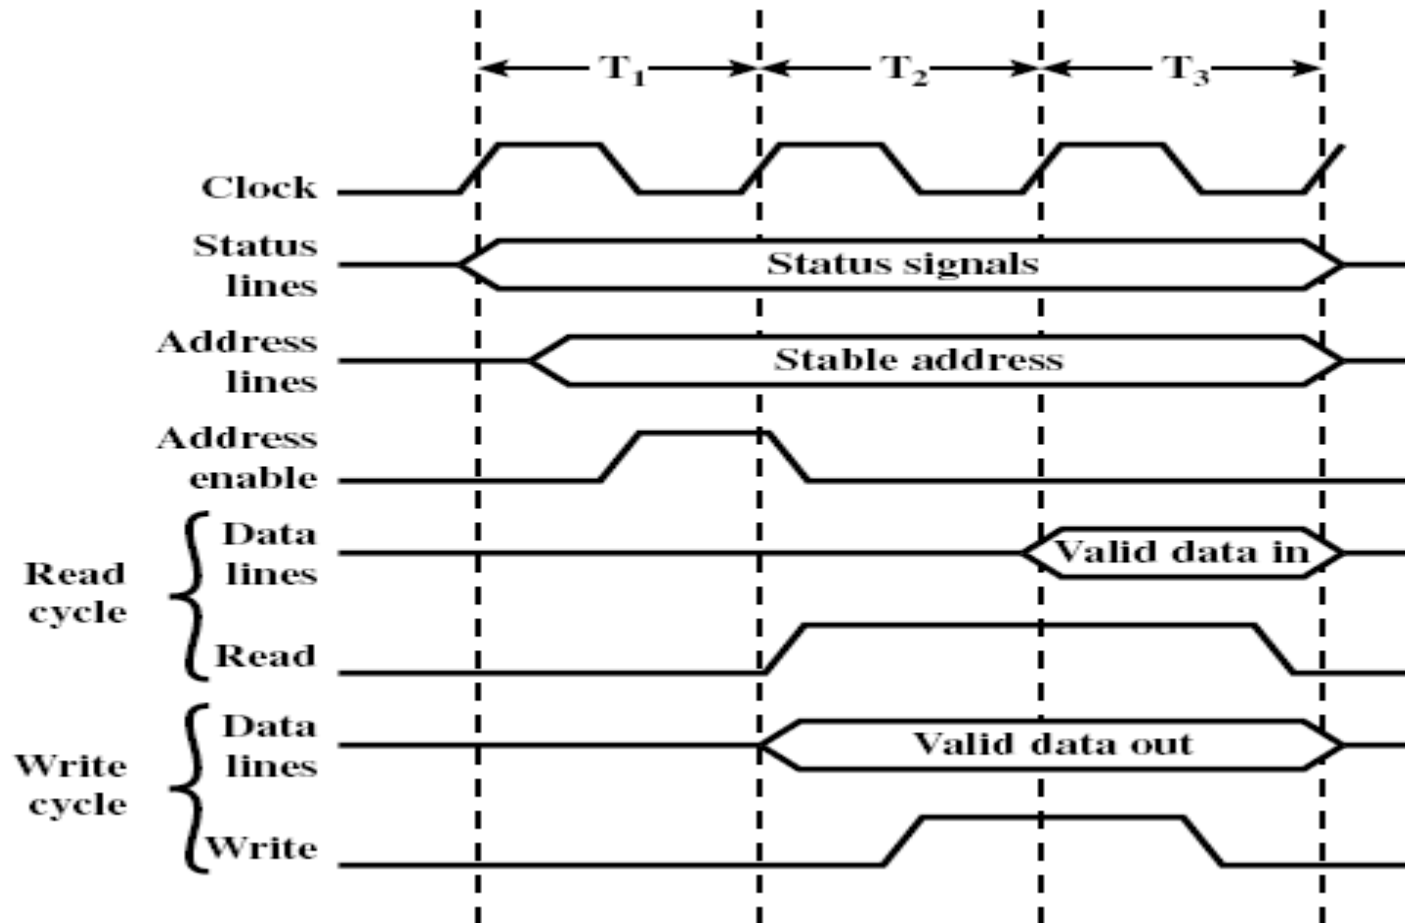 T1
T2
T3
Clock
Status
lines
Status signals
Address
lines
Stable address
Address
enable
Read
cycle
Data
lines
Valid data in
Read
Write
cycle
Data
lines
Valid data out
Write